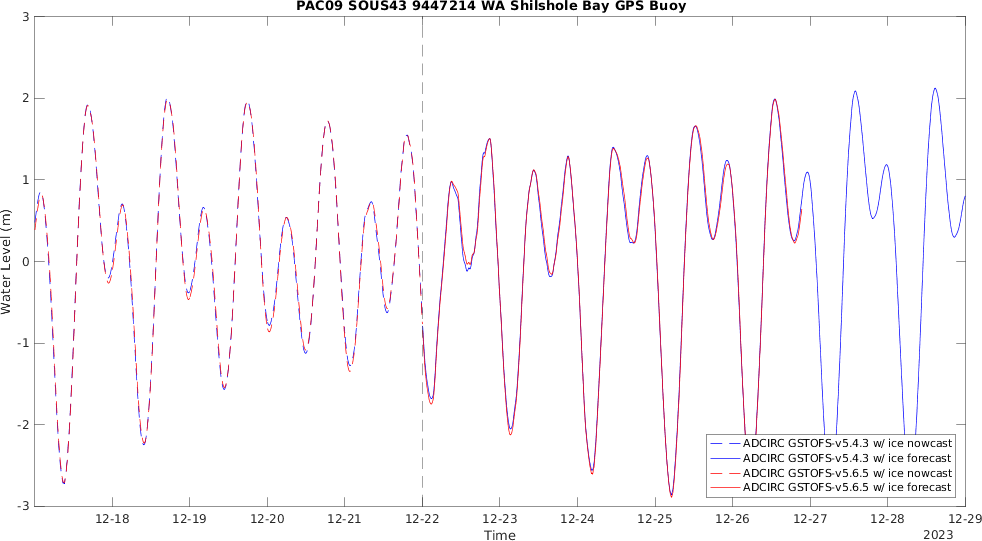 PAC09 SOUS43 9447214 WA Shilshole Bay GPS Buoy
Water Level (m)
3
2
1
0
-1
-2
-3
ADCIRC GSTOFS-v5.4.3 w/ ice nowcast
ADCIRC GSTOFS-v5.4.3 w/ ice forecast
ADCIRC GSTOFS-v5.6.5 w/ ice nowcast
ADCIRC GSTOFS-v5.6.5 w/ ice forecast
12-18 12-19 12-20 12-21 12-22 12-23 12-24 12-25 12-26 12-27 12-28 12-29
Time
2023